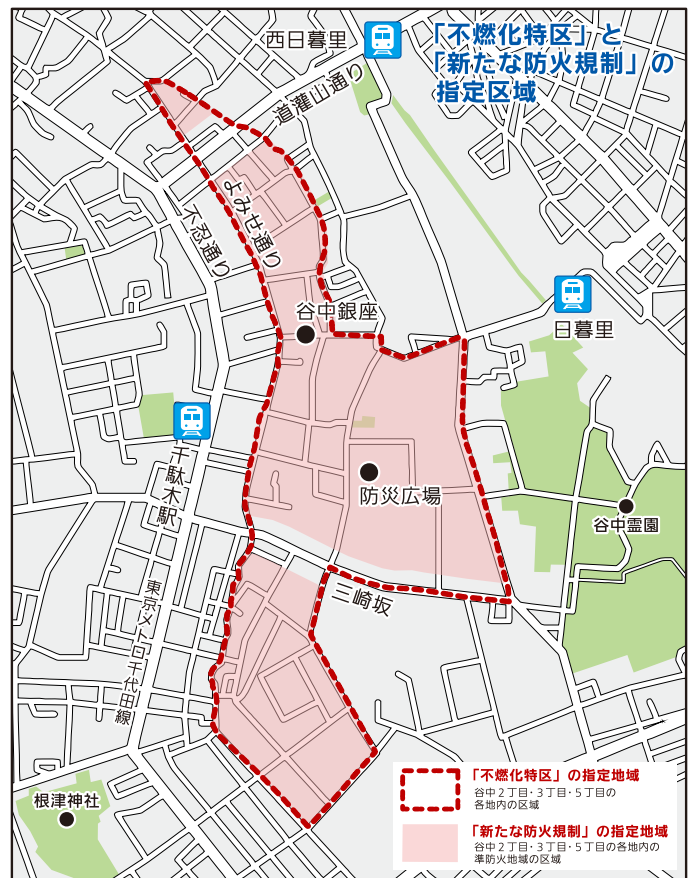 「不燃化特区」と
「新たな防火規制」の
指定区域
西日暮里
道灌山通り
よみせ通り
不忍通り
谷中銀座
日暮里
千駄木駅
防災広場
谷中霊園
三崎坂
東京メトロ千代田線
根津神社
「不燃化特区」の指定地域
谷中2丁目・3丁目・5丁目の
各地内の区域
「新たな防火規制」の指定地域
谷中2丁目・3丁目・5丁目の各地内の
準防火地域の区域